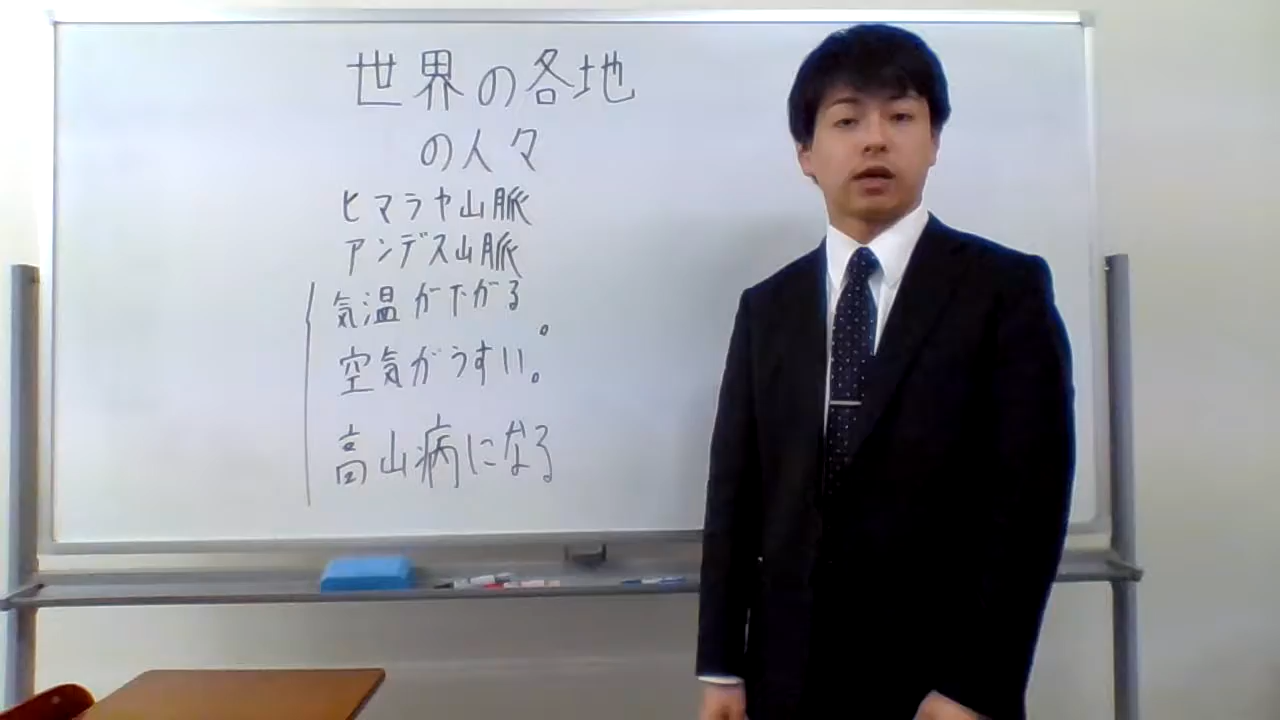 世界の各地
の人々
ヒマラヤ山脈
アンデス山脈
気温が下がる。
空気がうすい。
高山病になる